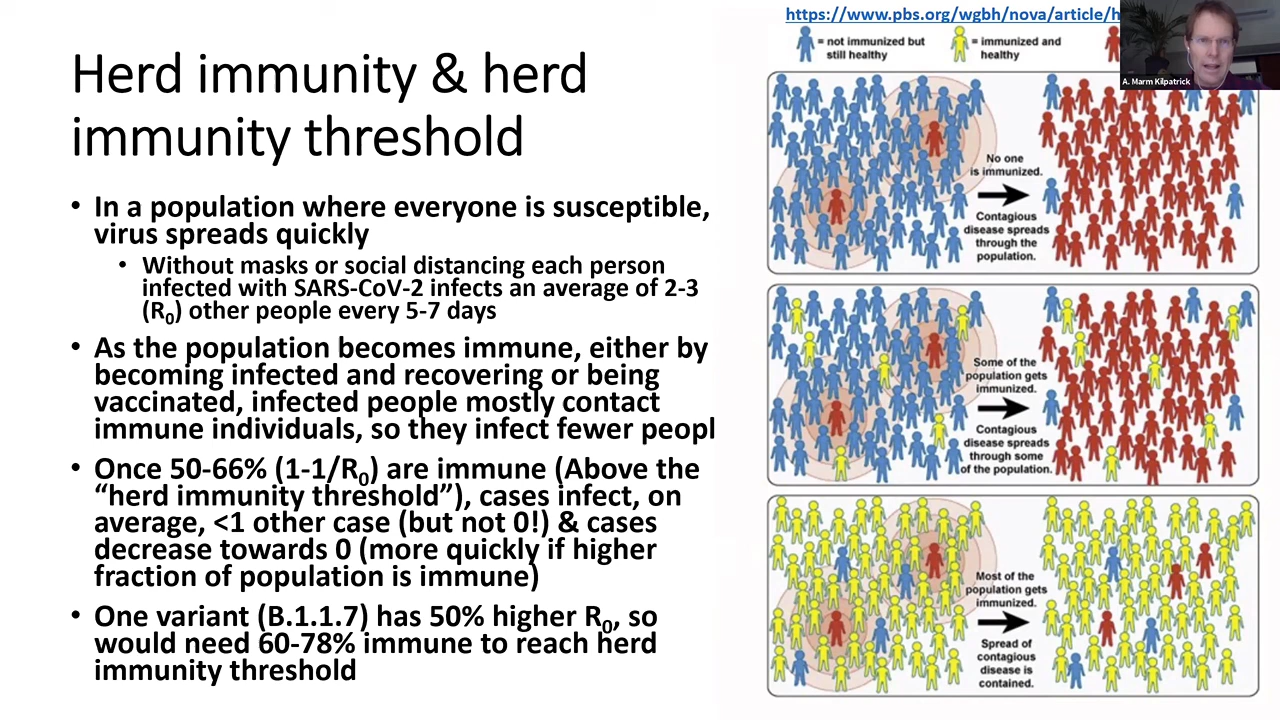 Herd immunity & herd
immunity threshold
• In a population where everyone is susceptible,
virus spreads quickly
• Without masks or social distancing each person
infected with SARS-CoV-2 infects an average of 2-3
(R0) other people every 5-7 days
• As the population becomes immune, either by
becoming infected and recovering or being
vaccinated, infected people mostly contact
immune individuals, so they infect fewer peopl
• Once 50-66% (1-1/R0) are immune (Above the
“herd immunity threshold”), cases infect, on
average, <1 other case (but not 0!) & cases
decrease towards 0 (more quickly if higher
fraction of population is immune)
• One variant (B.1.1.7) has 50% higher R0, so
would need 60-78% immune to reach herd
immunity threshold
https://www.pbs.org/wgbh/nova/article/h
= not immunized but
still healthy
= immunized and
healthy
A. Marm Kilpatrick
No one
is immunized.
Contagious
disease spreads
through the
population.
Some of the
population gets
immunized.
Contagious
disease spreads
through some
of the population.
Most of the
population gets
immunized.
Spread of
contagious
disease is
contained.